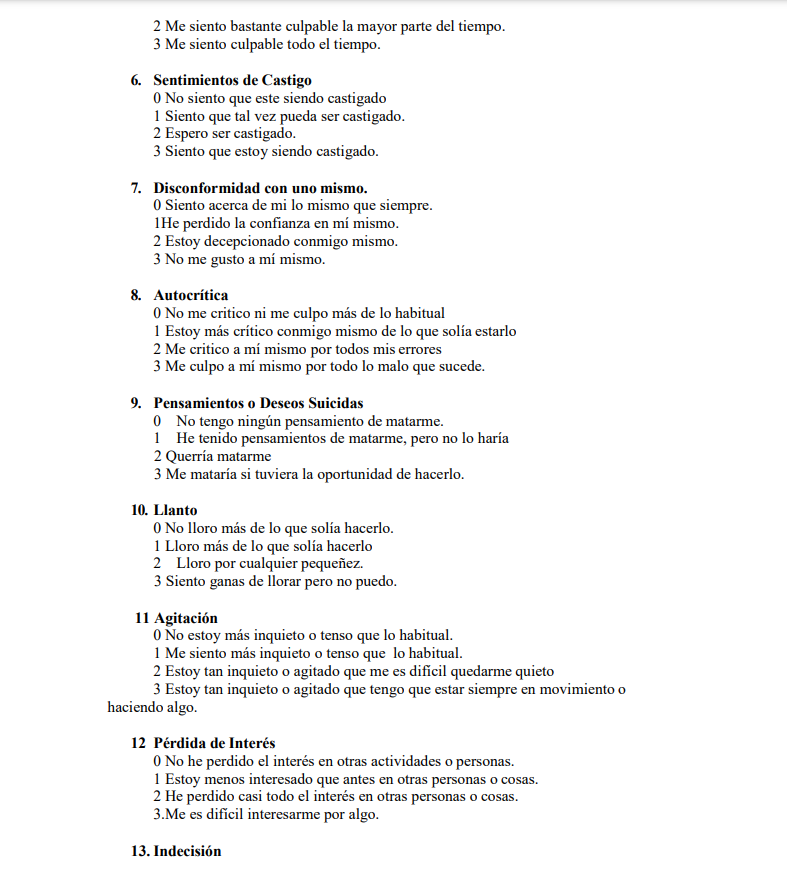 2 Me siento bastante culpable la mayor parte del tiempo.
3 Me siento culpable todo el tiempo.
6. Sentimientos de Castigo
0 No siento que este siendo castigado
1 Siento que tal vez pueda ser castigado.
2 Espero ser castigado.
3 Siento que estoy siendo castigado.
7. Disconformidad con uno mismo.
0 Siento acerca de mi lo mismo que siempre.
1He perdido la confianza en mí mismo.
2 Estoy decepcionado conmigo mismo.
3 No me gusto a mí mismo.
8. Autocrítica
0 No me critico ni me culpo más de lo habitual
1 Estoy más crítico conmigo mismo de lo que solía estarlo
2 Me critico a mí mismo por todos mis errores
3 Me culpo a mí mismo por todo lo malo que sucede.
9. Pensamientos o Deseos Suicidas
0 No tengo ningún pensamiento de matarme.
1 He tenido pensamientos de matarme, pero no lo haría
2 Querría matarme
3 Me mataría si tuviera la oportunidad de hacerlo.
10. Llanto
0 No lloro más de lo que solía hacerlo.
1 Lloro más de lo que solía hacerlo
2 Lloro por cualquier pequeñez.
3 Siento ganas de llorar pero no puedo.
11 Agitación
0 No estoy más inquieto o tenso que lo habitual.
1 Me siento más inquieto o tenso que lo habitual.
2 Estoy tan inquieto o agitado que me es difícil quedarme quieto
3 Estoy tan inquieto o agitado que tengo que estar siempre en movimiento o
haciendo algo.
12 Pérdida de Interés
0 No he perdido el interés en otras actividades o personas.
1 Estoy menos interesado que antes en otras personas o cosas.
2 He perdido casi todo el interés en otras personas o cosas.
3.Me es difícil interesarme por algo.
13. Indecisión